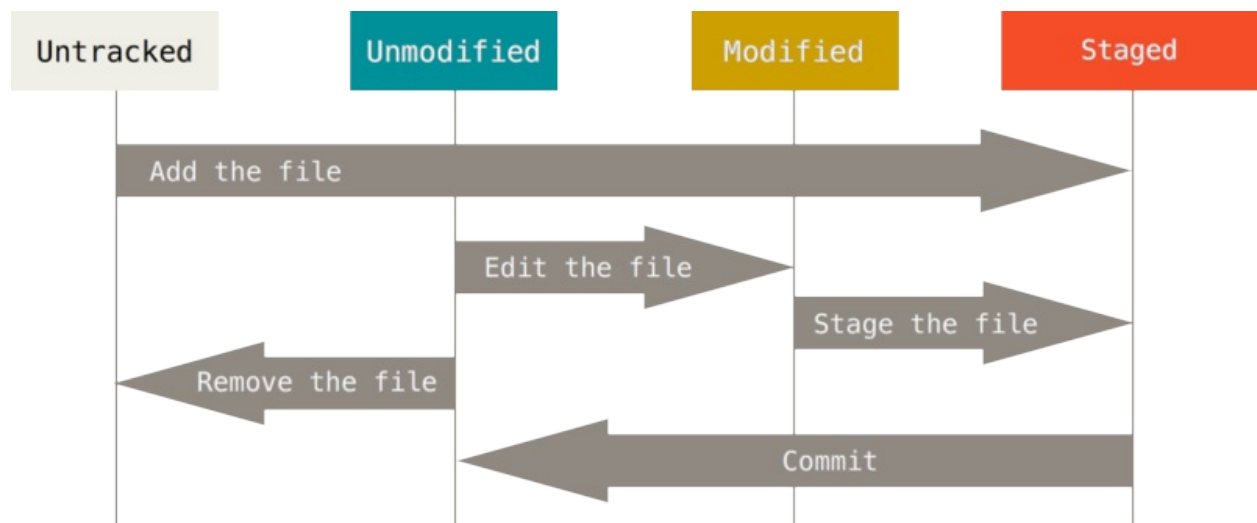 Untracked
Unmodified
Modified
Staged
Add the file
Edit the file
Stage the file
Remove the file
Commit